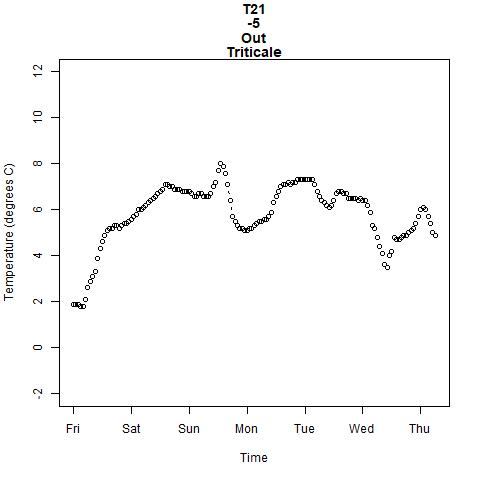 T21
-5
Out
Triticale
12
10
8
6
4
2
0
-2
Temperature (degrees C)
Fri Sat Sun Mon Tue Wed Thu
Time